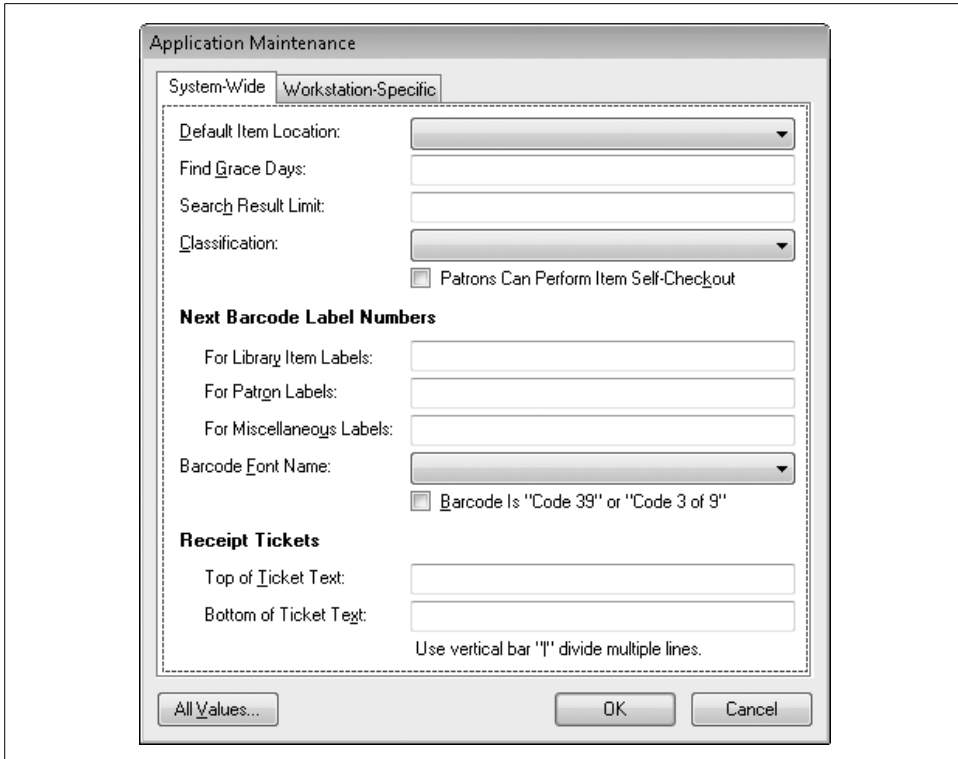 Application Maintenance
System-Wide Workstation-Specific
Default Item Location:
Find Grace Days:
Search Result Limit:
Classification:
Patrons Can Perform Item Self-Checkout
Next Barcode Label Numbers
For Library Item Labels:
For Patron Labels:
For Miscellaneous Labels:
Barcode Font Name:
Barcode Is "Code 39" or "Code 3 of 9"
Receipt Tickets
Top of Ticket Text:
Bottom of Ticket Text:
Use vertical bar "|" divide multiple lines.
All Values... OK Cancel